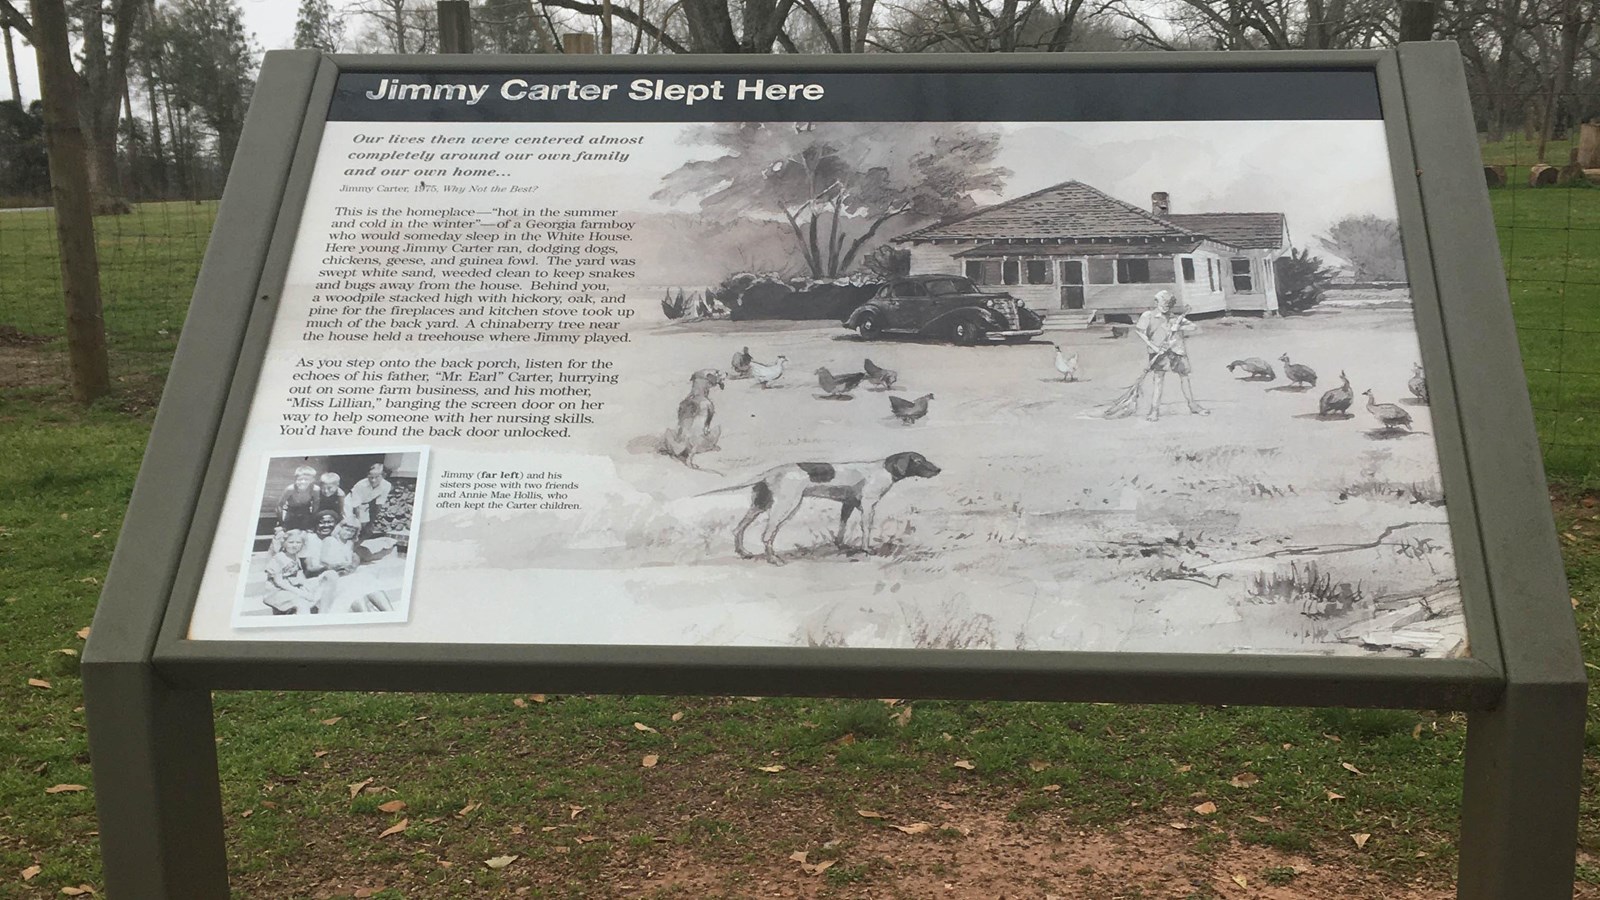 Jimmy Carter Slept Here
Our lives then were centered almost
completely around our own family
and our own home...
Jimmy Carter, 1975, Why Not the Best?
This is the homeplace—“hot in the summer
and cold in the winter”—of a Georgia farmboy
who would someday sleep in the White House.
Here young Jimmy Carter ran, dodging dogs,
chickens, geese, and guinea fowl. The yard was
swept white sand, weeded clean to keep snakes
and bugs away from the house. Behind you,
a woodpile stacked high with hickory, oak, and
pine for the fireplaces and kitchen stove took up
much of the back yard. A chinaberry tree near
the house held a treehouse where Jimmy played.
As you step onto the back porch, listen for the
echoes of his father, “Mr. Earl” Carter, hurrying
out on some farm business, and his mother,
“Miss Lillian,” banging the screen door on her
way to help someone with her nursing skills.
You’d have found the back door unlocked.
Jimmy (far left) and his
sisters pose with two friends
and Annie Mae Hollis, who
often kept the Carter children.